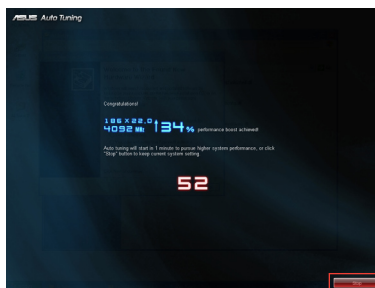 ASUS Auto Tuning
Congratulations!
186 X 22.0
4092 MHz 34% performance boost achieved!
Auto tuning will start in 1 minute to pursue higher system performance, or click
"Stop" button to keep current system setting.
52
Stop